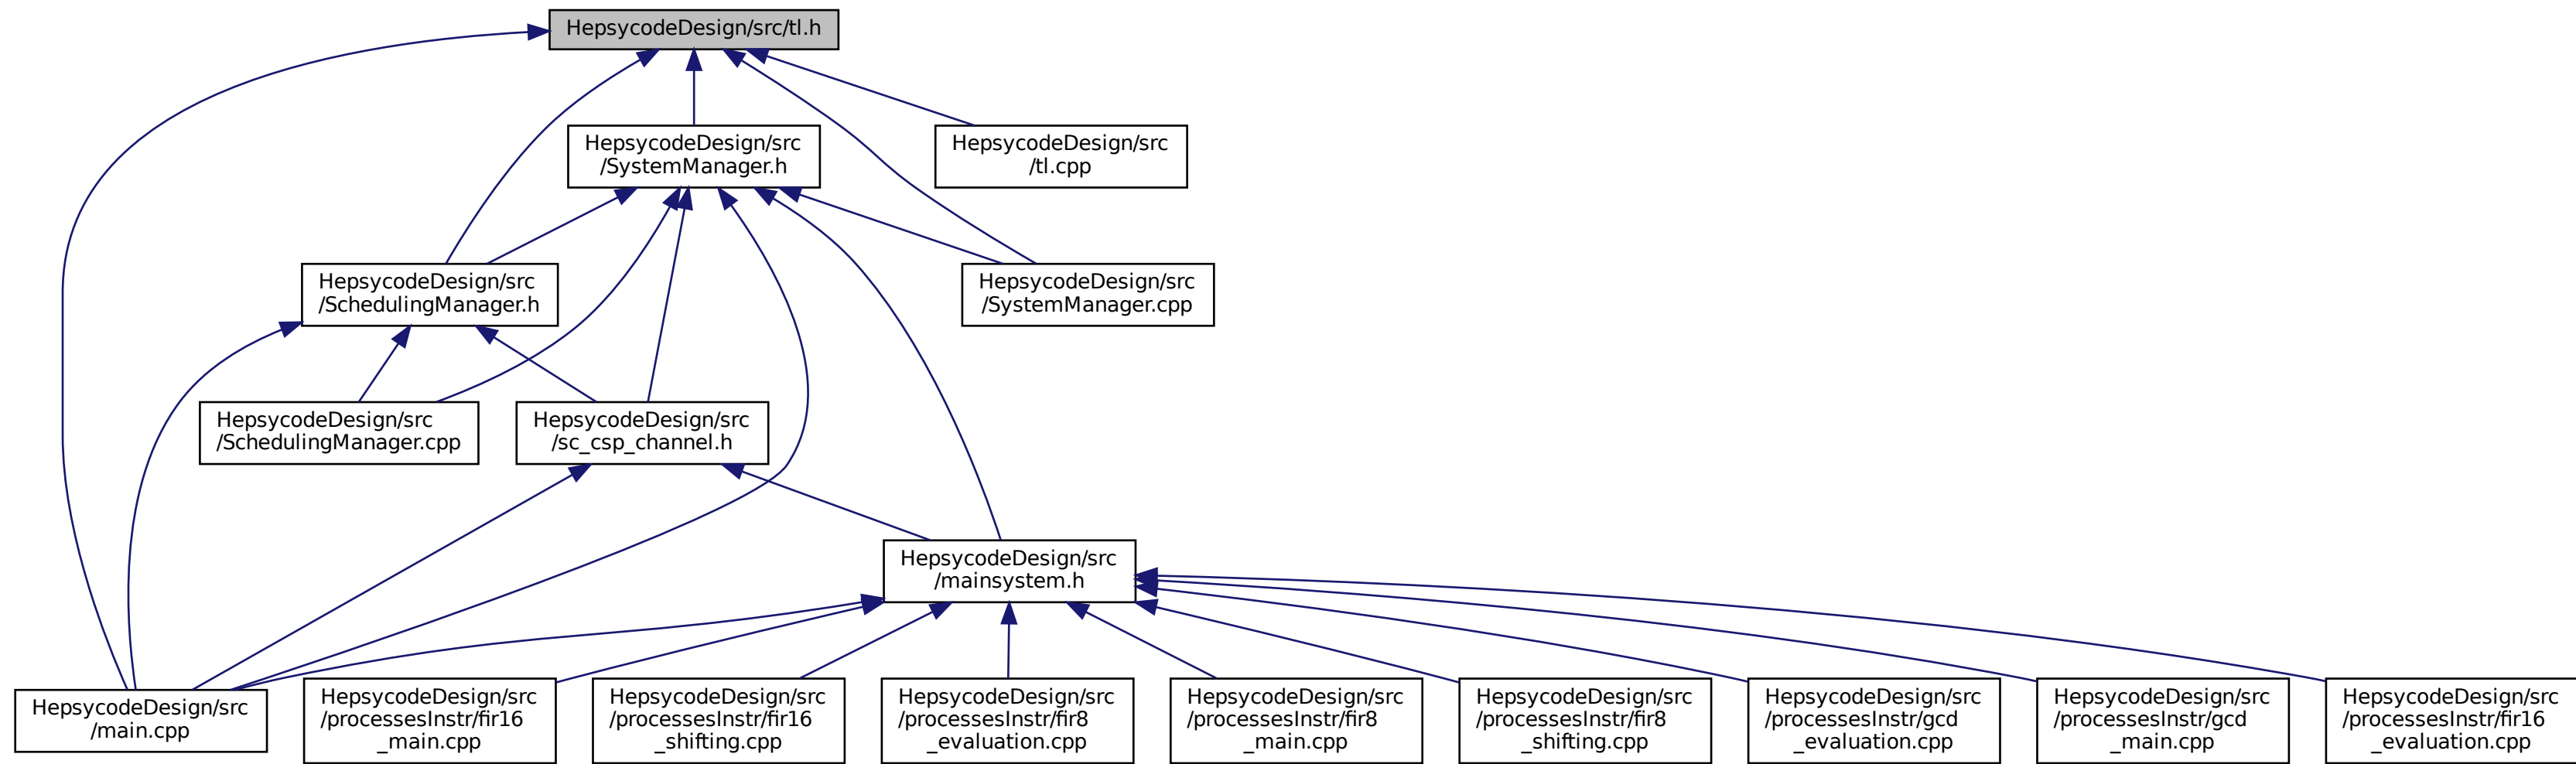 HepsycodeDesign/src/tl.h
HepsycodeDesign/src
/SystemManager.h
HepsycodeDesign/src
/tl.cpp
HepsycodeDesign/src
/SchedulingManager.h
HepsycodeDesign/src
/SystemManager.cpp
HepsycodeDesign/src
/SchedulingManager.cpp
HepsycodeDesign/src
/sc_csp_channel.h
HepsycodeDesign/src
/mainsystem.h
HepsycodeDesign/src
/main.cpp
HepsycodeDesign/src
/processesInstr/fir16
_main.cpp
HepsycodeDesign/src
/processesInstr/fir16
_shifting.cpp
HepsycodeDesign/src
/processesInstr/fir8
_evaluation.cpp
HepsycodeDesign/src
/processesInstr/fir8
_main.cpp
HepsycodeDesign/src
/processesInstr/fir8
_shifting.cpp
HepsycodeDesign/src
/processesInstr/gcd
_evaluation.cpp
HepsycodeDesign/src
/processesInstr/gcd
_main.cpp
HepsycodeDesign/src
/processesInstr/fir16
_evaluation.cpp